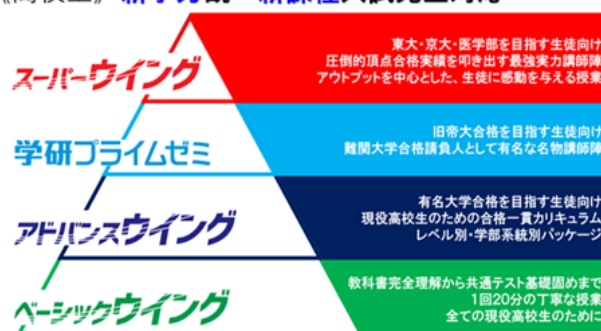 スーパーウイング
東大・京大・医学部を目指す生徒向け
圧倒的頂点合格実績を叩き出す最強実力講師陣
アウトプットを中心とした、生徒に感動を与える授業
学研プライムゼミ
旧帝大合格を目指す生徒向け
難関大学合格請負人として有名な名物講師陣
アドバンスウイング
有名大学合格を目指す生徒向け
現役高校生のための合格一貫カリキュラム
レベル別・学部系統別パッケージ
ベーシックウイング
教科書完全理解から共通テスト基礎固めまで
1回20分の丁寧な授業
全ての現役高校生のために